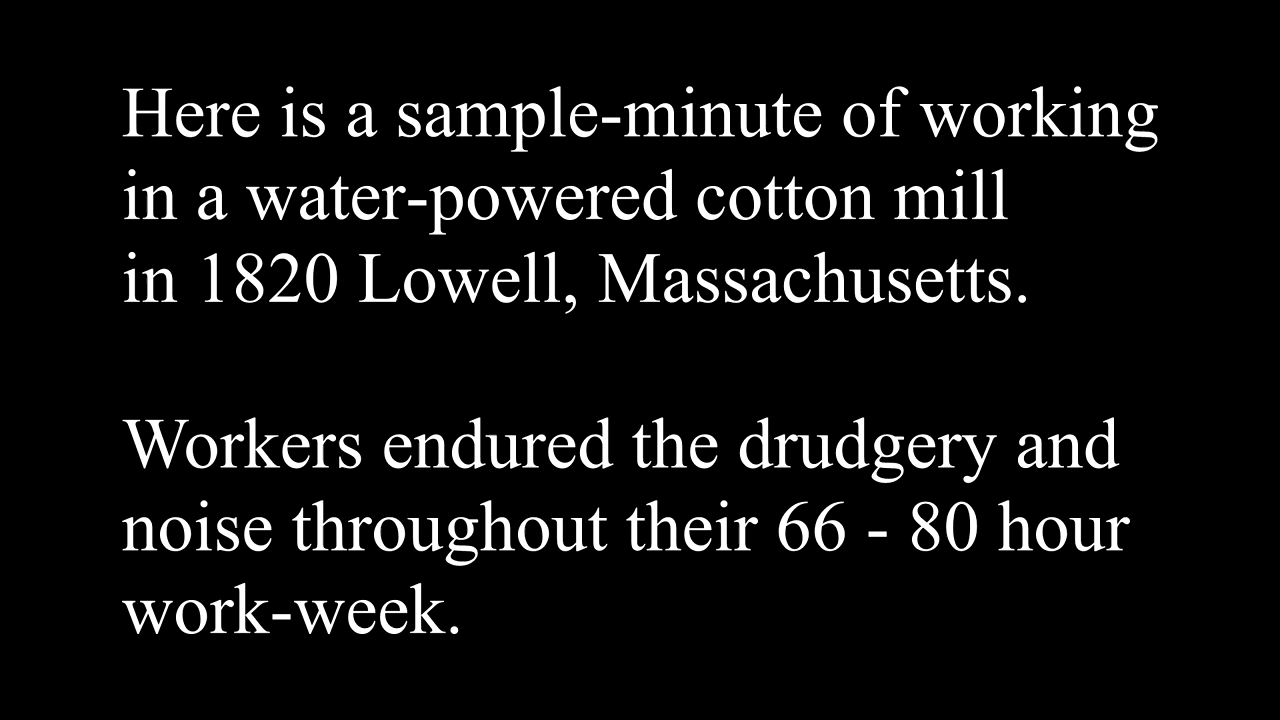 Here is a sample-minute of working
in a water-powered cotton mill
in 1820 Lowell, Massachusetts.
Workers endured the drudgery and
noise throughout their 66 - 80 hour
work-week.